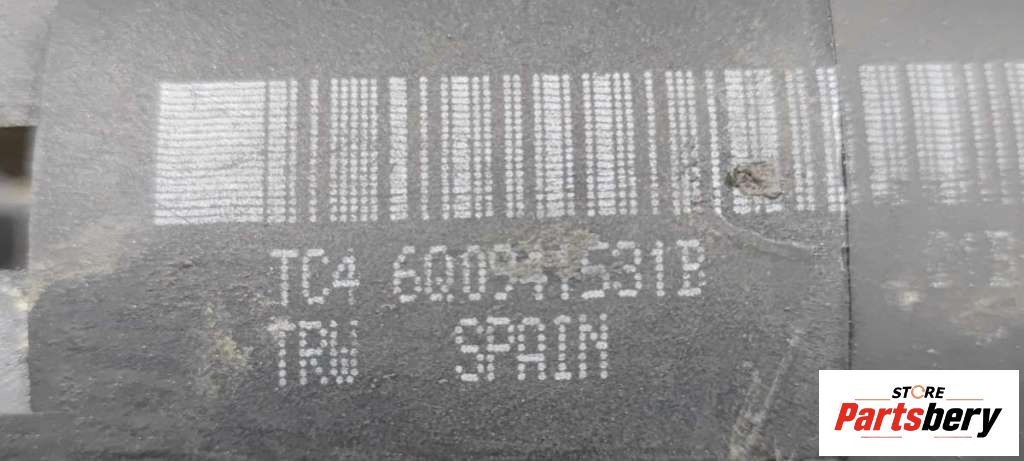 TC4 6Q0941531B
TRW SPAIN
STORE
Partsbery